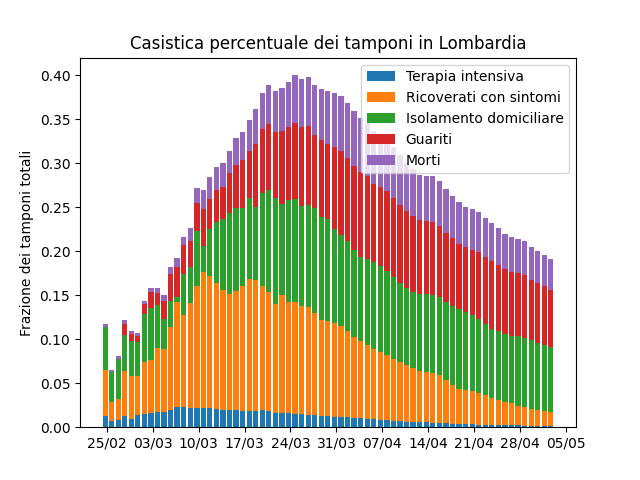 Casistica percentuale dei tamponi in Lombardia
Frazione dei tamponi totali
0.40
0.35
0.30
0.25
0.20
0.15
0.10
0.05
0.00
Terapia intensiva
Ricoverati con sintomi
Isolamento domiciliare
Guariti
Morti
25/02 03/03 10/03 17/03 24/03 31/03 07/04 14/04 21/04 28/04 05/05